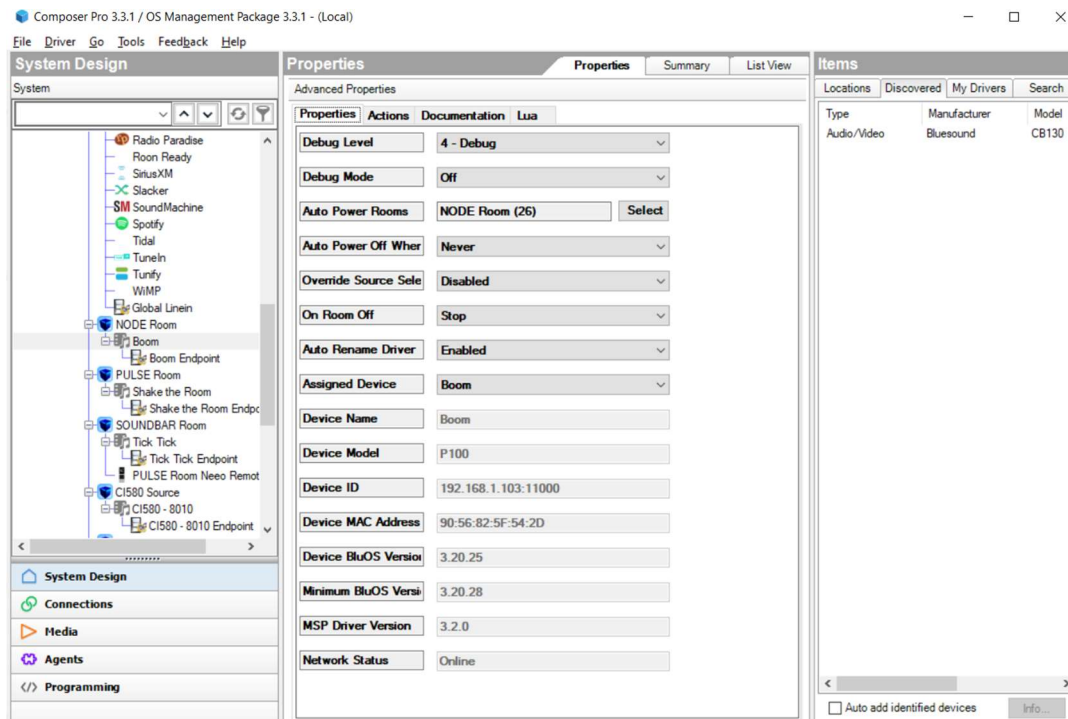 Composer Pro 3.3.1 / OS Management Package 3.3.1 - (Local)
File Driver Go Tools Feedback Help
System Design
System
Radio Paradise
Roon Ready
SiriusXM
Slacker
SM SoundMachine
Spotify
Tidal
TuneIn
Tunify
WiMP
Global Linein
NODE Room
Boom
Boom Endpoint
PULSE Room
Shake the Room
Shake the Room Endpo
SOUNDBAR Room
Tick Tick
Tick Tick Endpoint
PULSE Room Neeo Remot
CI580 Source
CI580 - 8010
CI580 - 8010 Endpoint
System Design
Connections
Media
Agents
Programming
Properties
Properties Summary List View
Advanced Properties
Properties Actions Documentation Lua
Debug Level 4 - Debug
Debug Mode Off
Auto Power Rooms NODE Room (26) Select
Auto Power Off Wher Never
Override Source Sele Disabled
On Room Off Stop
Auto Rename Driver Enabled
Assigned Device Boom
Device Name Boom
Device Model P100
Device ID 192.168.1.103:11000
Device MAC Address 90:56:82:5F:54:2D
Device BluOS Version 3.20.25
Minimum BluOS Versi 3.20.28
MSP Driver Version 3.2.0
Network Status Online
Items
Locations Discovered My Drivers Search
Type Manufacturer Model
Audio/Video Bluesound CB130
Auto add identified devices Info...